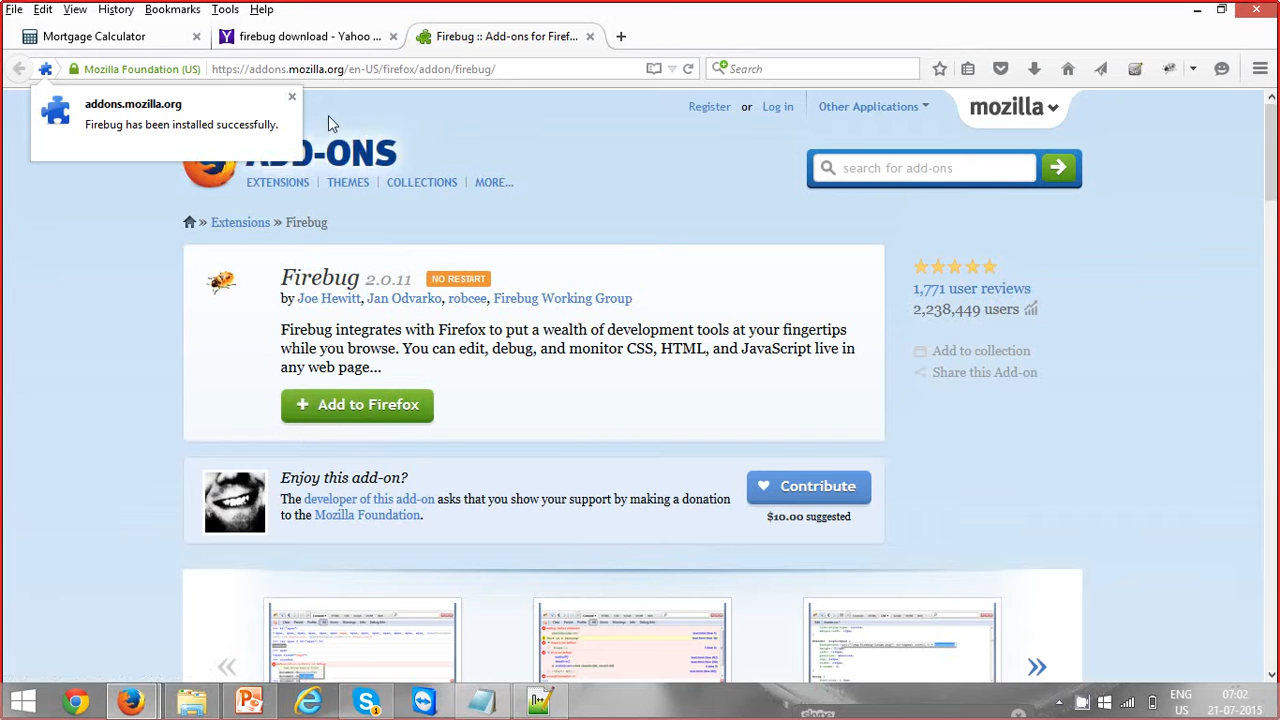 File Edit View History Bookmarks Tools Help
Mortgage Calculator firebug download - Yahoo ... Firebug :: Add-ons for Firef...
Mozilla Foundation (US) https://addons.mozilla.org/en-US/firefox/addon/firebug/ Search
addons.mozilla.org
Firebug has been installed successfully.
Register or Log in Other Applications mozilla
ADD-ONS
search for add-ons
EXTENSIONS | THEMES | COLLECTIONS | MORE...
» Extensions » Firebug
Firebug 2.0.11 NO RESTART
by Joe Hewitt, Jan Odvarko, robcee, Firebug Working Group
Firebug integrates with Firefox to put a wealth of development tools at your fingertips
while you browse. You can edit, debug, and monitor CSS, HTML, and JavaScript live in
any web page...
+ Add to Firefox
1,771 user reviews
2,238,449 users
Add to collection
Share this Add-on
Enjoy this add-on?
The developer of this add-on asks that you show your support by making a donation
to the Mozilla Foundation.
Contribute
$10.00 suggested
« »
ENG
US
07:02
21-07-2015